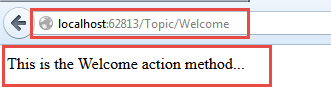 localhost:62813/Topic/Welcome
This is the Welcome action method...